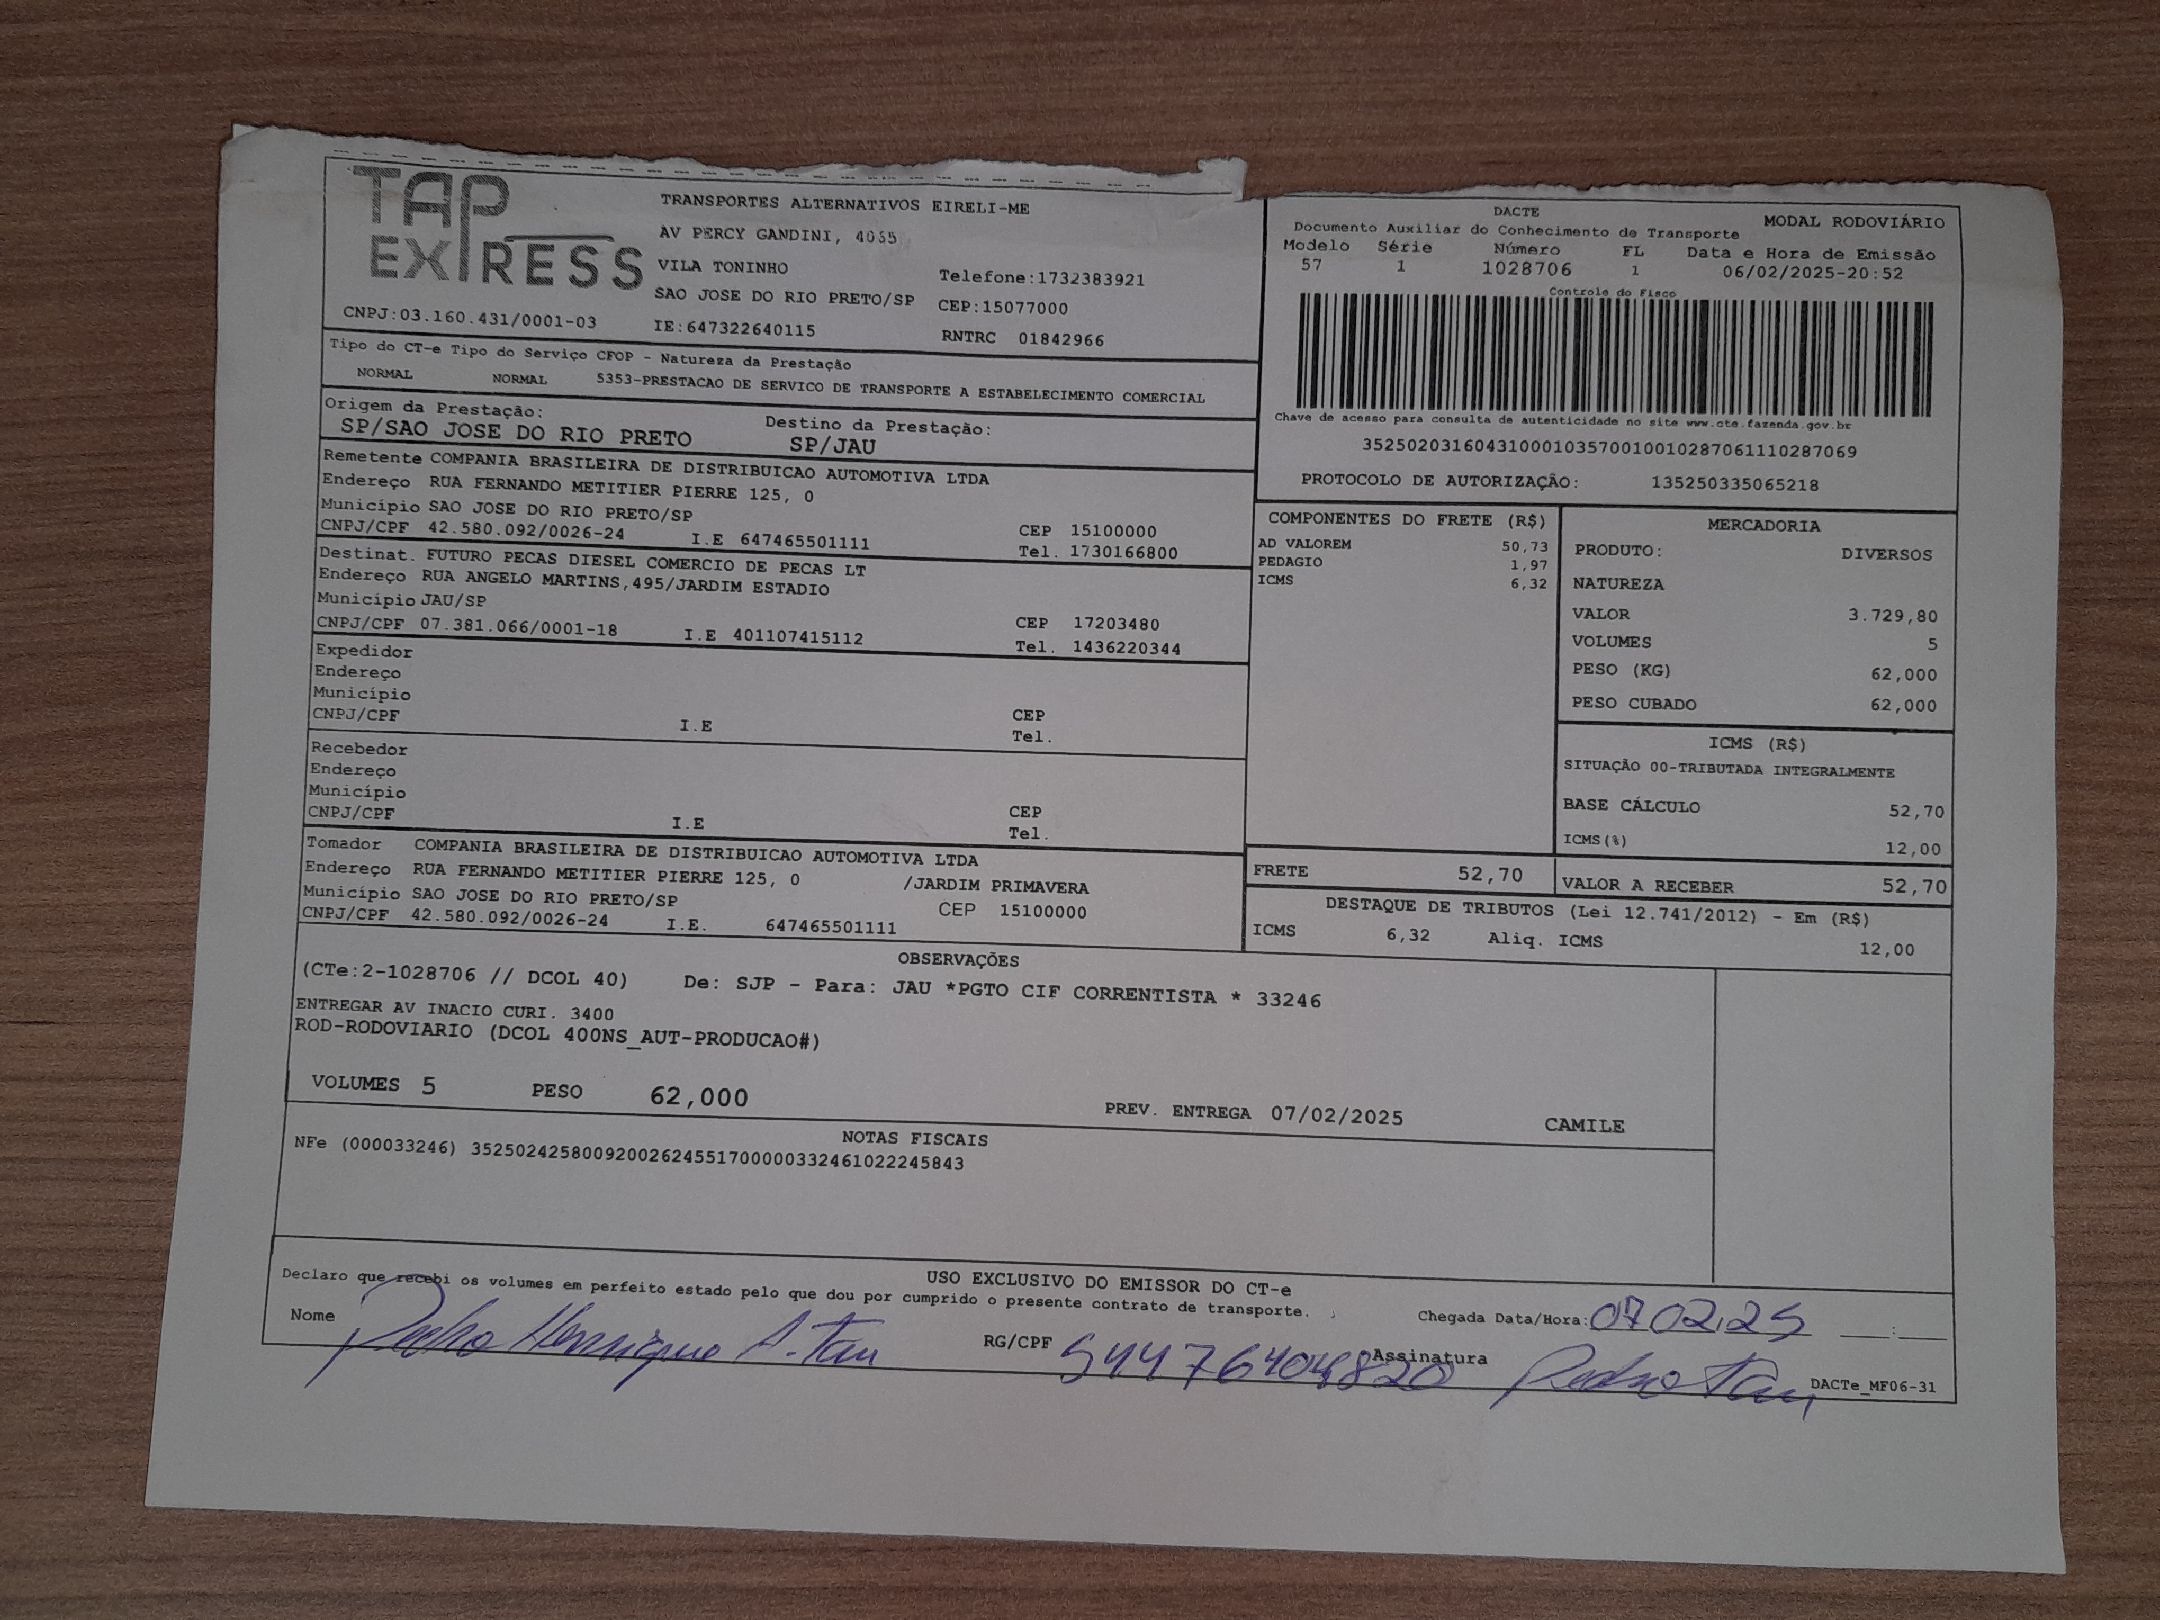 TAP EXPRESS
TRANSPORTES ALTERNATIVOS EIRELI-ME
AV PERCY GANDINI, 4065
VILA TONINHO
Telefone:1732383921
SAO JOSE DO RIO PRETO/SP CEP:15077000
CNPJ:03.160.431/0001-03 IE:647322640115 RNTRC 01842966
DACTE
Documento Auxiliar do Conhecimento de Transporte
MODAL RODOVIÁRIO
Modelo Série Número FL Data e Hora de Emissão
57 1 1028706 1 06/02/2025-20:52
Controle do Fisco
Chave de acesso para consulta de autenticidade no site www.cte.fazenda.gov.br
35250203160431000103570010010287061110287069
PROTOCOLO DE AUTORIZAÇÃO: 135250335065218
Tipo do CT-e Tipo do Serviço CFOP - Natureza da Prestação
NORMAL NORMAL 5353-PRESTACAO DE SERVICO DE TRANSPORTE A ESTABELECIMENTO COMERCIAL
Origem da Prestação: Destino da Prestação:
SP/SAO JOSE DO RIO PRETO SP/JAU
Remetente COMPANIA BRASILEIRA DE DISTRIBUICAO AUTOMOTIVA LTDA
Endereço RUA FERNANDO METITIER PIERRE 125, 0
Município SAO JOSE DO RIO PRETO/SP CEP 15100000
CNPJ/CPF 42.580.092/0026-24 I.E 647465501111 Tel. 1730166800
Destinat. FUTURO PECAS DIESEL COMERCIO DE PECAS LT
Endereço RUA ANGELO MARTINS,495/JARDIM ESTADIO
Município JAU/SP CEP 17203480
CNPJ/CPF 07.381.066/0001-18 I.E 401107415112 Tel. 1436220344
Expedidor
Endereço
Município CEP
CNPJ/CPF I.E Tel.
Recebedor
Endereço
Município CEP
CNPJ/CPF I.E Tel.
Tomador COMPANIA BRASILEIRA DE DISTRIBUICAO AUTOMOTIVA LTDA
Endereço RUA FERNANDO METITIER PIERRE 125, 0 /JARDIM PRIMAVERA
Município SAO JOSE DO RIO PRETO/SP CEP 15100000
CNPJ/CPF 42.580.092/0026-24 I.E. 647465501111
COMPONENTES DO FRETE (R$)
AD VALOREM 50,73
PEDAGIO 1,97
ICMS 6,32
MERCADORIA
PRODUTO: DIVERSOS
NATUREZA
VALOR 3.729,80
VOLUMES 5
PESO (KG) 62,000
PESO CUBADO 62,000
ICMS (R$)
SITUAÇÃO 00-TRIBUTADA INTEGRALMENTE
BASE CÁLCULO 52,70
ICMS(%) 12,00
FRETE 52,70 VALOR A RECEBER 52,70
DESTAQUE DE TRIBUTOS (Lei 12.741/2012) - Em (R$)
ICMS 6,32 Aliq. ICMS 12,00
OBSERVAÇÕES
(CTe:2-1028706 // DCOL 40) De: SJP - Para: JAU *PGTO CIF CORRENTISTA * 33246
ENTREGAR AV INACIO CURI. 3400
ROD-RODOVIARIO (DCOL 400NS_AUT-PRODUCAO#)
VOLUMES 5 PESO 62,000 PREV. ENTREGA 07/02/2025 CAMILE
NOTAS FISCAIS
NFe (000033246) 35250242580092002624551700000332461022245843
USO EXCLUSIVO DO EMISSOR DO CT-e
Declaro que recebi os volumes em perfeito estado pelo que dou por cumprido o presente contrato de transporte.
Chegada Data/Hora: 07 02 25 ___:___
Nome Pedro Henrique A. Tau RG/CPF 54476404820 Assinatura Pedro Tau
DACTe_MF06-31